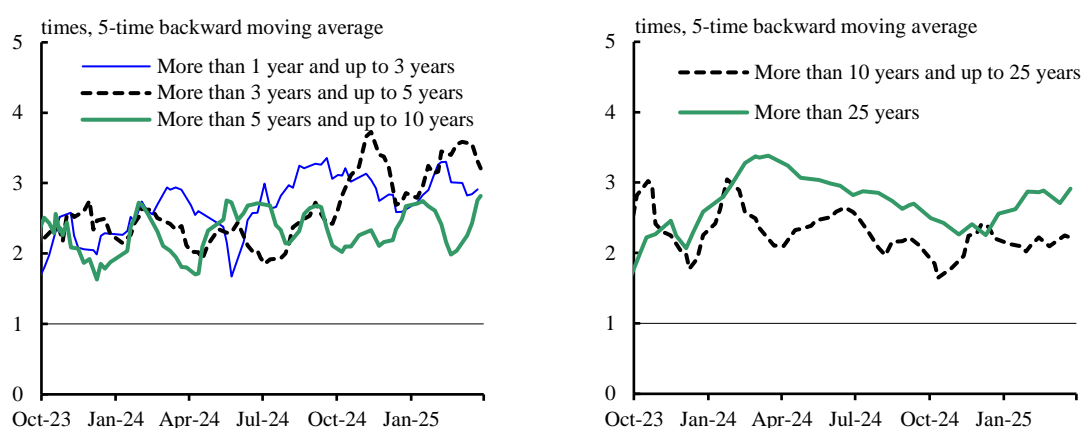 times, 5-time backward moving average
5
More than 1 year and up to 3 years
More than 3 years and up to 5 years
4
More than 5 years and up to 10 years
3
2
1
0
Oct-23 Jan-24 Apr-24 Jul-24 Oct-24 Jan-25
times, 5-time backward moving average
5
More than 10 years and up to 25 years
4
More than 25 years
3
2
1
0
Oct-23 Jan-24 Apr-24 Jul-24 Oct-24 Jan-25